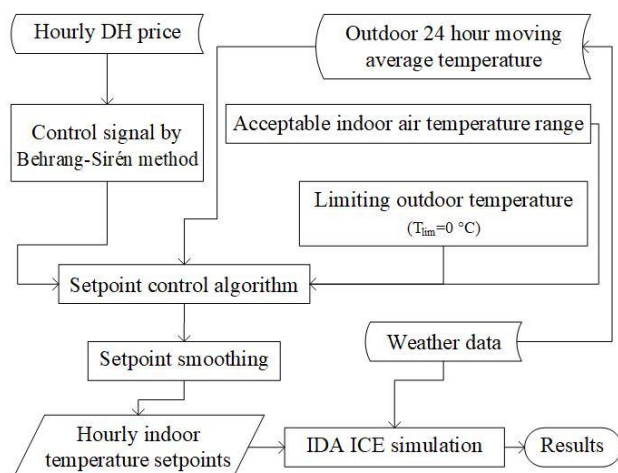 Hourly DH price
Outdoor 24 hour moving
average temperature
Control signal by
Behrang-Sirén method
Acceptable indoor air temperature range
Limiting outdoor temperature
(Tlim=0 °C)
Setpoint control algorithm
Setpoint smoothing
Weather data
Hourly indoor
temperature setpoints
IDA ICE simulation
Results